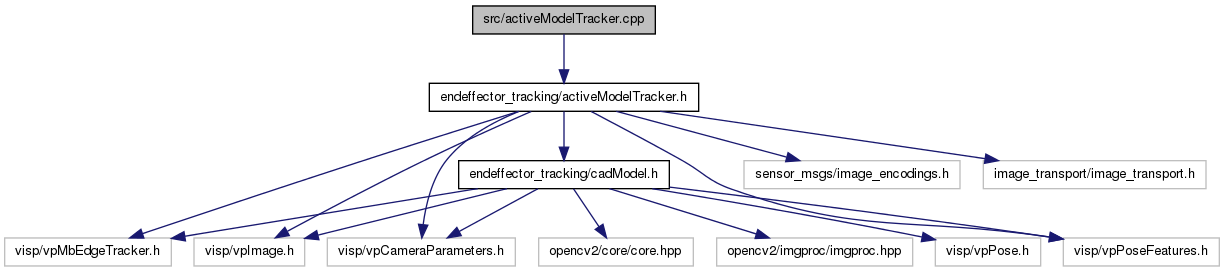 src/activeModelTracker.cpp
endeffector_tracking/activeModelTracker.h
endeffector_tracking/cadModel.h
sensor_msgs/image_encodings.h
image_transport/image_transport.h
visp/vpMbEdgeTracker.h
visp/vpImage.h
visp/vpCameraParameters.h
opencv2/core/core.hpp
opencv2/imgproc/imgproc.hpp
visp/vpPose.h
visp/vpPoseFeatures.h